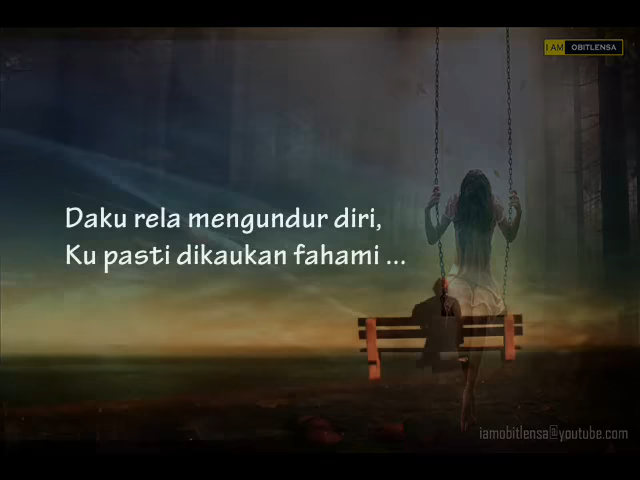 I AM OBITLENSA
Daku rela mengundur diri,
Ku pasti dikaukan fahami ...
iamobitlensa@youtube.com